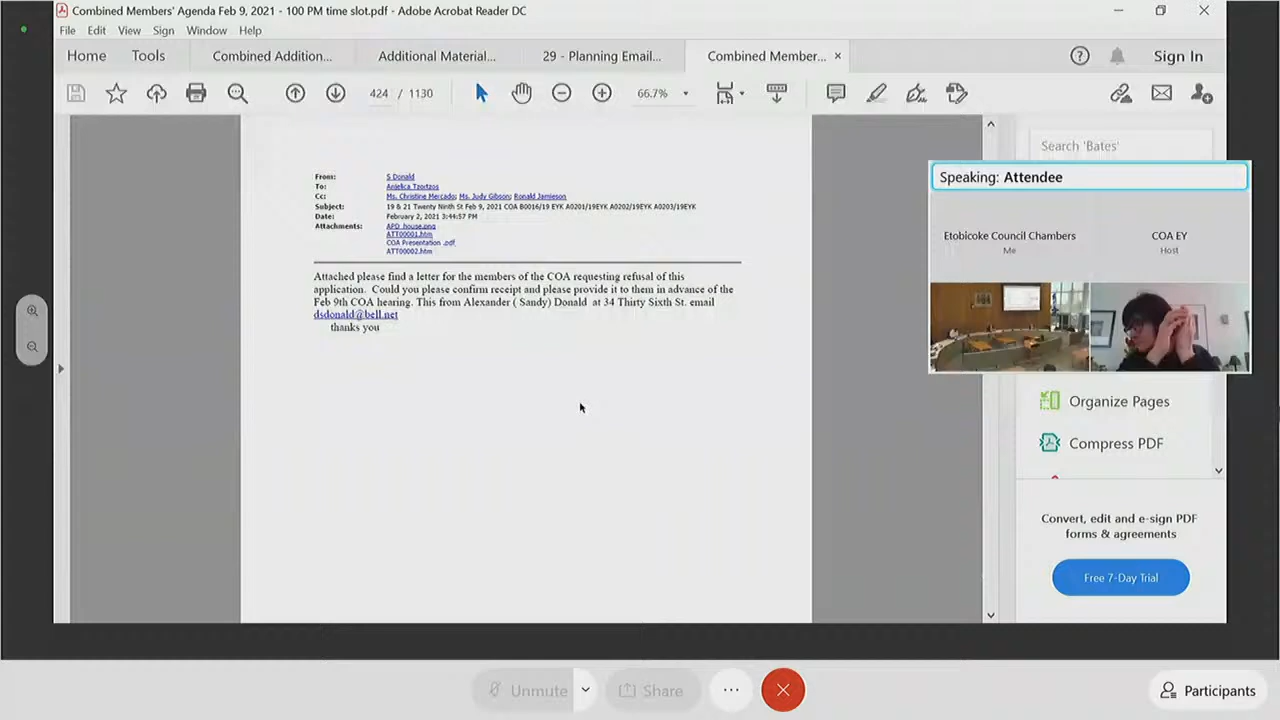 Combined Members' Agenda Feb 9, 2021 - 100 PM time slot.pdf - Adobe Acrobat Reader DC
File Edit View Sign Window Help
Home Tools Combined Addition... Additional Material... 29 - Planning Email... Combined Member... Sign In
424 / 1130 66.7%
Search 'Bates'
Speaking: Attendee
Etobicoke Council Chambers
Me
COA EY
Host
From: S Donald
To: Anjelica Tzortzos
Cc: Ms. Christine Mercado; Ms. Judy Gibson; Ronald Jamieson
Subject: 19 & 21 Twenty Ninth St Feb 9, 2021 COA B0016/19 EYK A0201/19EYK A0202/19EYK A0203/19EYK
Date: February 2, 2021 3:44:57 PM
Attachments: APD_house.png
ATT00001.htm
COA Presentation .pdf
ATT00002.htm
Attached please find a letter for the members of the COA requesting refusal of this
application. Could you please confirm receipt and please provide it to them in advance of the
Feb 9th COA hearing. This from Alexander ( Sandy) Donald at 34 Thirty Sixth St. email
dsdonald@bell.net
thanks you
Organize Pages
Compress PDF
Convert, edit and e-sign PDF
forms & agreements
Free 7-Day Trial
Unmute Share ... Participants